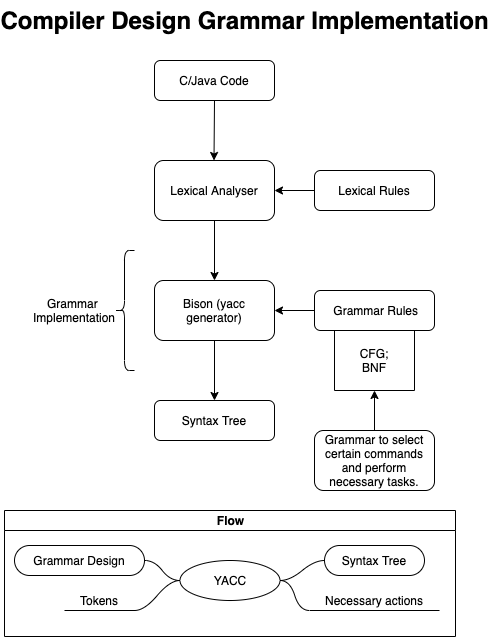 Compiler Design Grammar Implementation
C/Java Code
Lexical Analyser
Lexical Rules
Grammar
Implementation
Bison (yacc
generator)
Grammar Rules
CFG;
BNF
Syntax Tree
Grammar to select
certain commands
and perform
necessary tasks.
Flow
Grammar Design
YACC
Syntax Tree
Tokens
Necessary actions